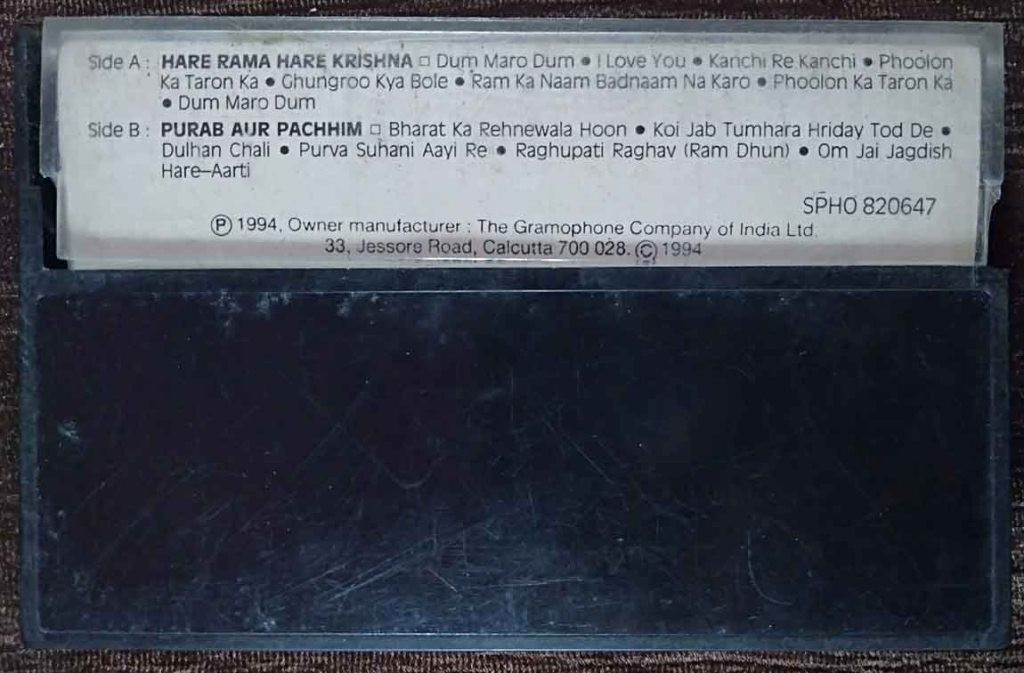 Side A : HARE RAMA HARE KRISHNA □ Dum Maro Dum ● I Love You ● Kanchi Re Kanchi ● Phoolon
Ka Taron Ka ● Ghungroo Kya Bole ● Ram Ka Naam Badnaam Na Karo ● Phoolon Ka Taron Ka
● Dum Maro Dum
Side B : PURAB AUR PACHHIM □ Bharat Ka Rehnewala Hoon ● Koi Jab Tumhara Hriday Tod De ●
Dulhan Chali ● Purva Suhani Aayi Re ● Raghupati Raghav (Ram Dhun) ● Om Jai Jagdish
Hare–Aarti
SPHO 820647
Ⓟ 1994, Owner manufacturer : The Gramophone Company of India Ltd.
33, Jessore Road, Calcutta 700 028. © 1994